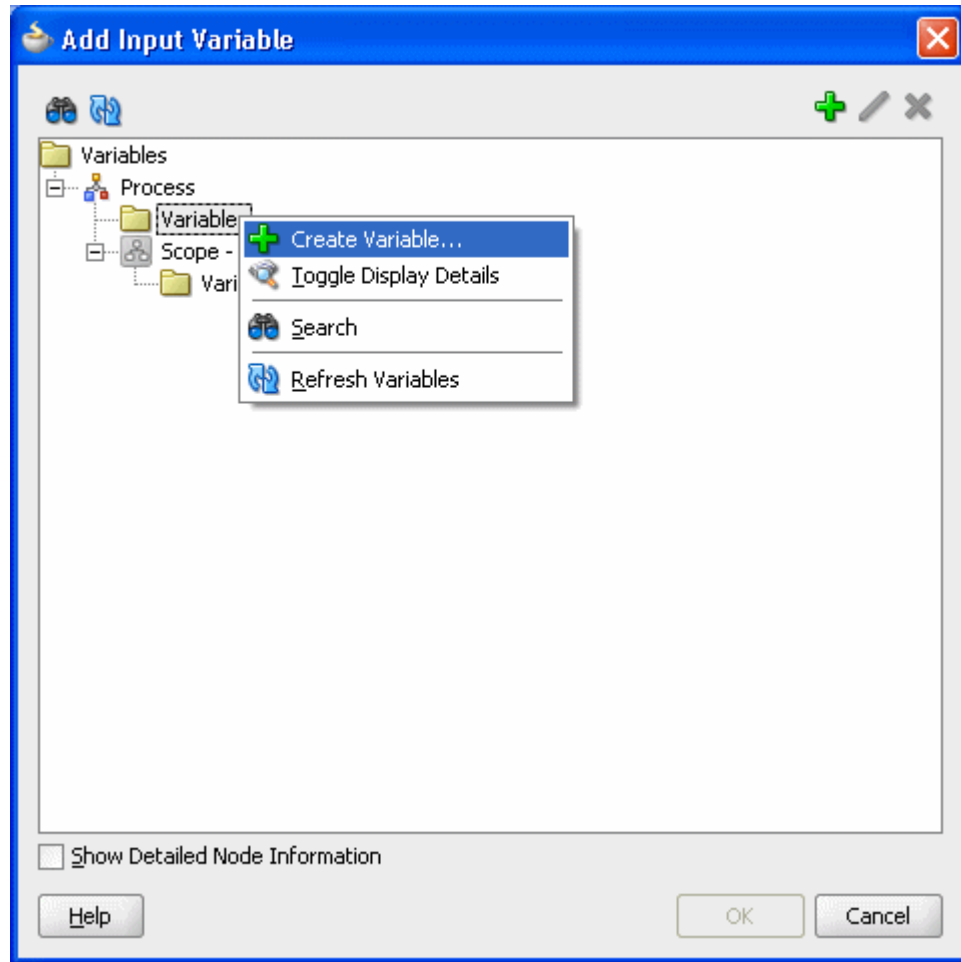 Add Input Variable
Variables
Process
Variable
Create Variable...
Scope -
Toggle Display Details
Vari
Search
Refresh Variables
Show Detailed Node Information
Help
OK
Cancel